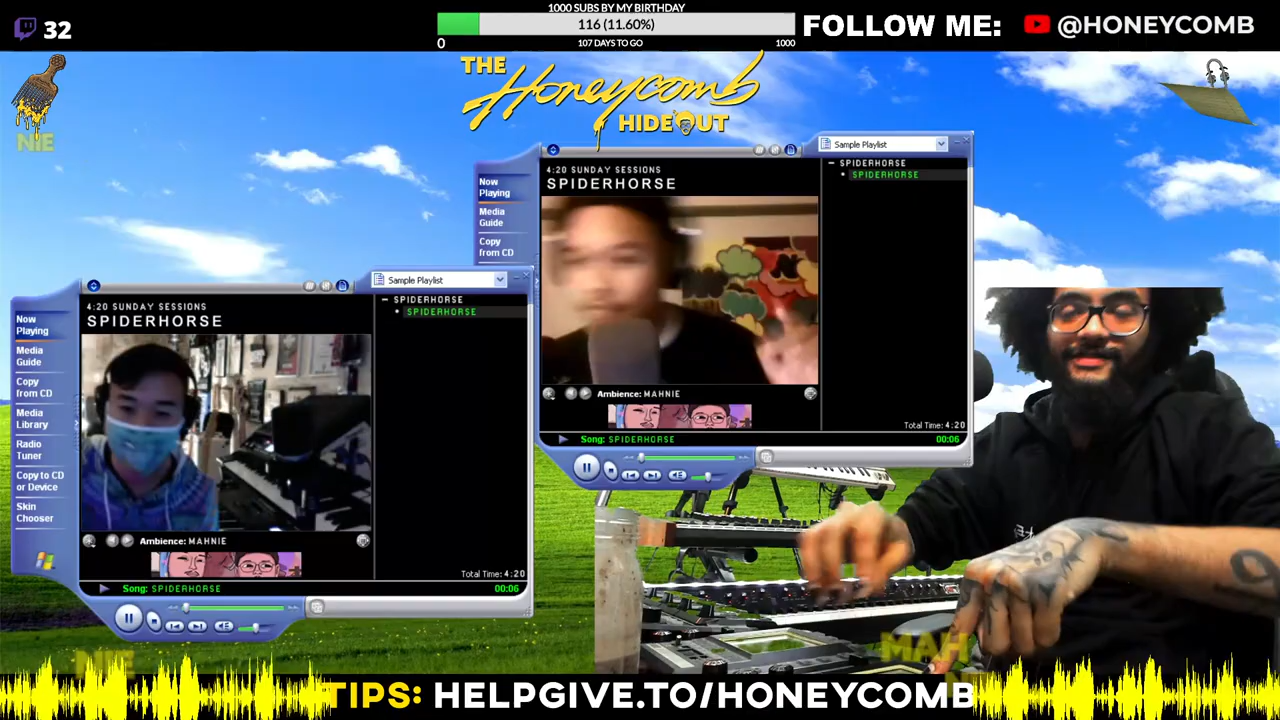 32
1000 SUBS BY MY BIRTHDAY
116 (11.60%)
0
107 DAYS TO GO
1000
FOLLOW ME:
@HONEYCOMB
NIE
THE
Honeycomb
HIDEOUT
Sample Playlist
4:20 SUNDAY SESSIONS
SPIDERHORSE
SPIDERHORSE
SPIDERHORSE
Now
Playing
Media
Guide
Copy
from CD
Ambience: MAHNIE
Total Time: 4:20
Song: SPIDERHORSE
00:06
Sample Playlist
4:20 SUNDAY SESSIONS
SPIDERHORSE
SPIDERHORSE
SPIDERHORSE
Now
Playing
Media
Guide
Copy
from CD
Media
Library
Radio
Tuner
Copy to CD
or Device
Skin
Chooser
Ambience: MAHNIE
Total Time: 4:20
Song: SPIDERHORSE
00:06
NIE
MAH
TIPS: HELPGIVE.TO/HONEYCOMB